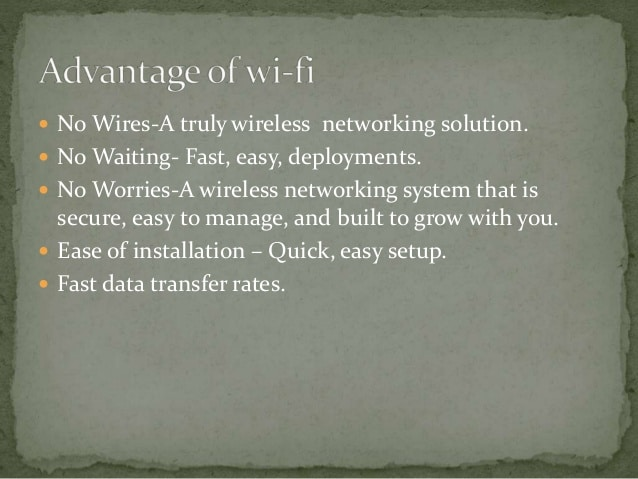 Advantage of wi-fi
• No Wires-A truly wireless  networking solution.
• No Waiting- Fast, easy, deployments.
• No Worries-A wireless networking system that is
secure, easy to manage, and built to grow with you.
• Ease of installation – Quick, easy setup.
• Fast data transfer rates.